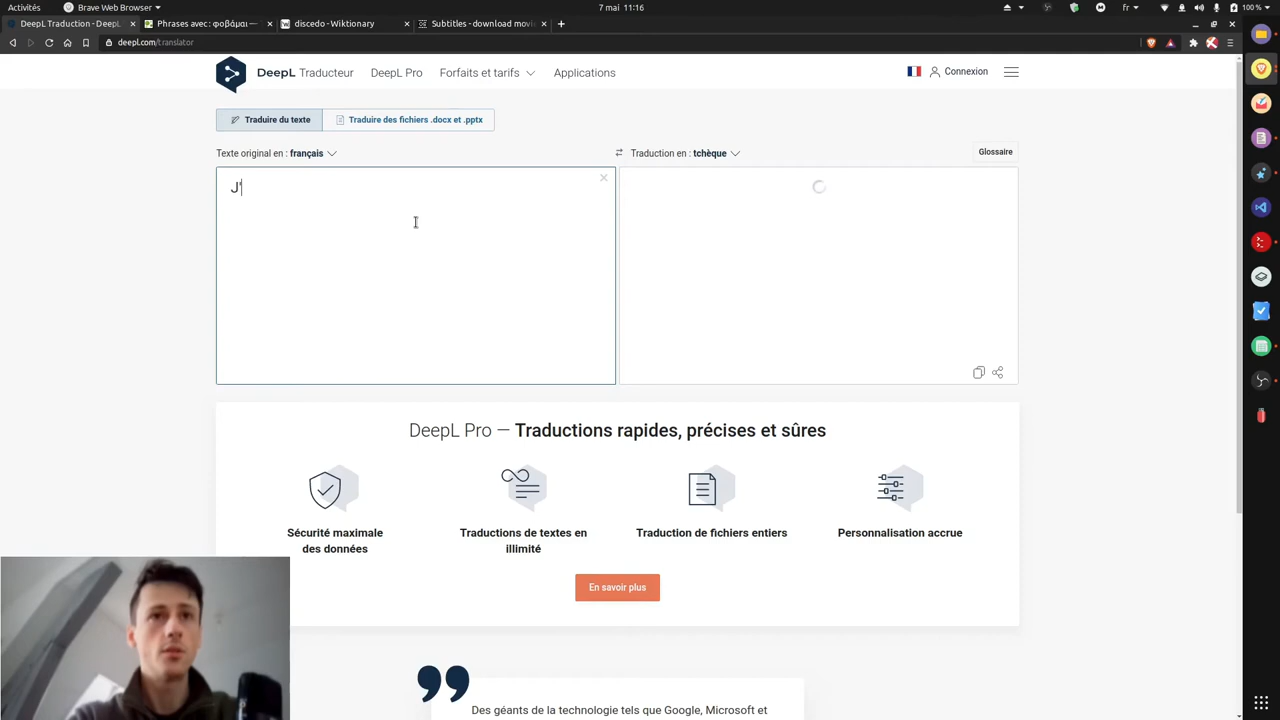 Activités
Brave Web Browser
7 mai 11:16
fr
100 %
DeepL Traduction – DeepL
Phrases avec: φοβάμαι —
discedo - Wiktionary
Subtitles - download movi
deepl.com/translator
DeepL Traducteur
DeepL Pro
Forfaits et tarifs
Applications
Connexion
Traduire du texte
Traduire des fichiers .docx et .pptx
Texte original en : français
Traduction en : tchèque
Glossaire
J'
DeepL Pro — Traductions rapides, précises et sûres
Sécurité maximale
des données
Traductions de textes en
illimité
Traduction de fichiers entiers
Personnalisation accrue
En savoir plus
Des géants de la technologie tels que Google, Microsoft et